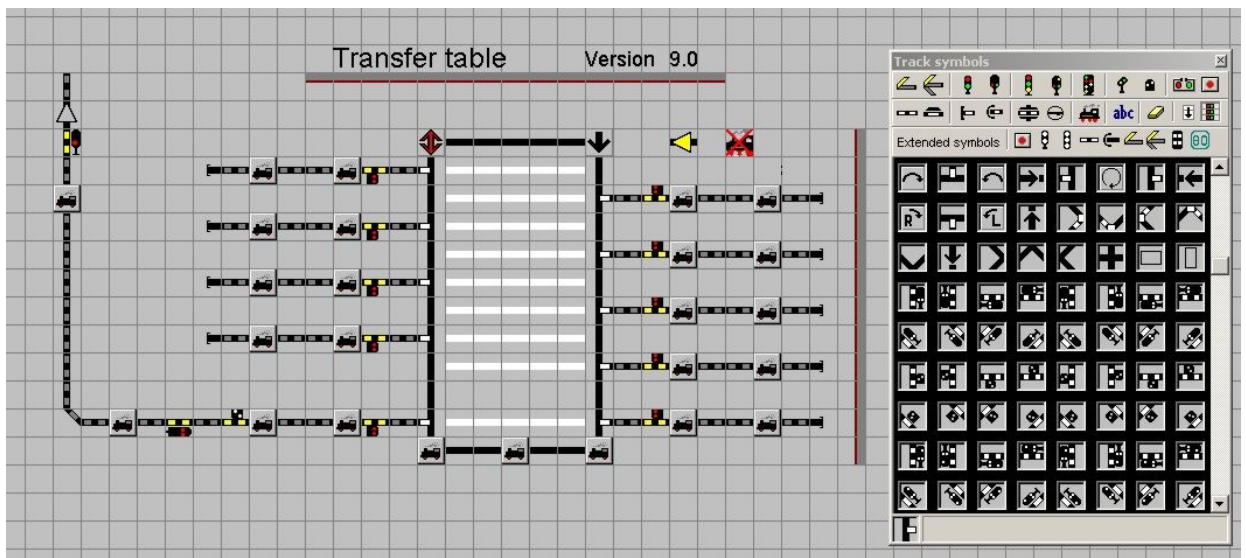 Transfer table Version 9.0
Track symbols
abc
Extended symbols
R L